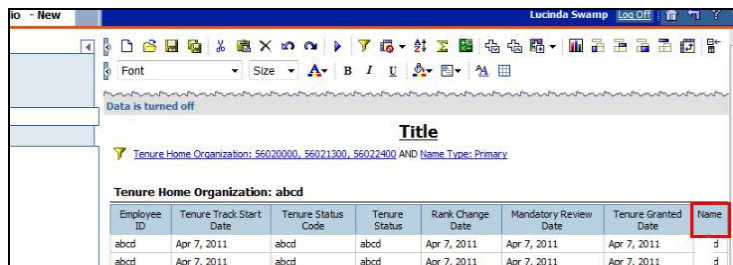 io - New
Lucinda Swamp Log Off ?
Font Size A B I U
Data is turned off
Title
Tenure Home Organization: 56020000, 56021300, 56022400 AND Name Type: Primary
Tenure Home Organization: abcd
Employee ID Tenure Track Start Date Tenure Status Code Tenure Status Rank Change Date Mandatory Review Date Tenure Granted Date Name
abcd Apr 7, 2011 abcd abcd Apr 7, 2011 Apr 7, 2011 Apr 7, 2011 d
abcd Apr 7, 2011 abcd abcd Apr 7, 2011 Apr 7, 2011 Apr 7, 2011 d